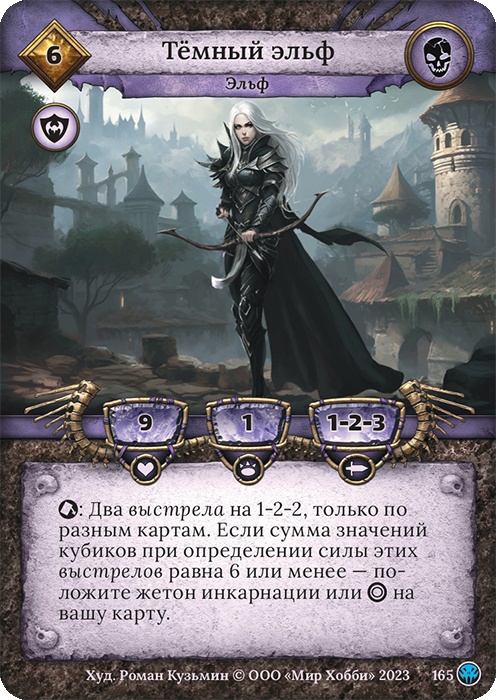 6
Тёмный эльф
Эльф
9
1
1-2-3
: Два выстрела на 1-2-2, только по
разным картам. Если сумма значений
кубиков при определении силы этих
выстрелов равна 6 или менее — по-
ложите жетон инкарнации или на
вашу карту.
Худ. Роман Кузьмин © ООО «Мир Хобби» 2023
165